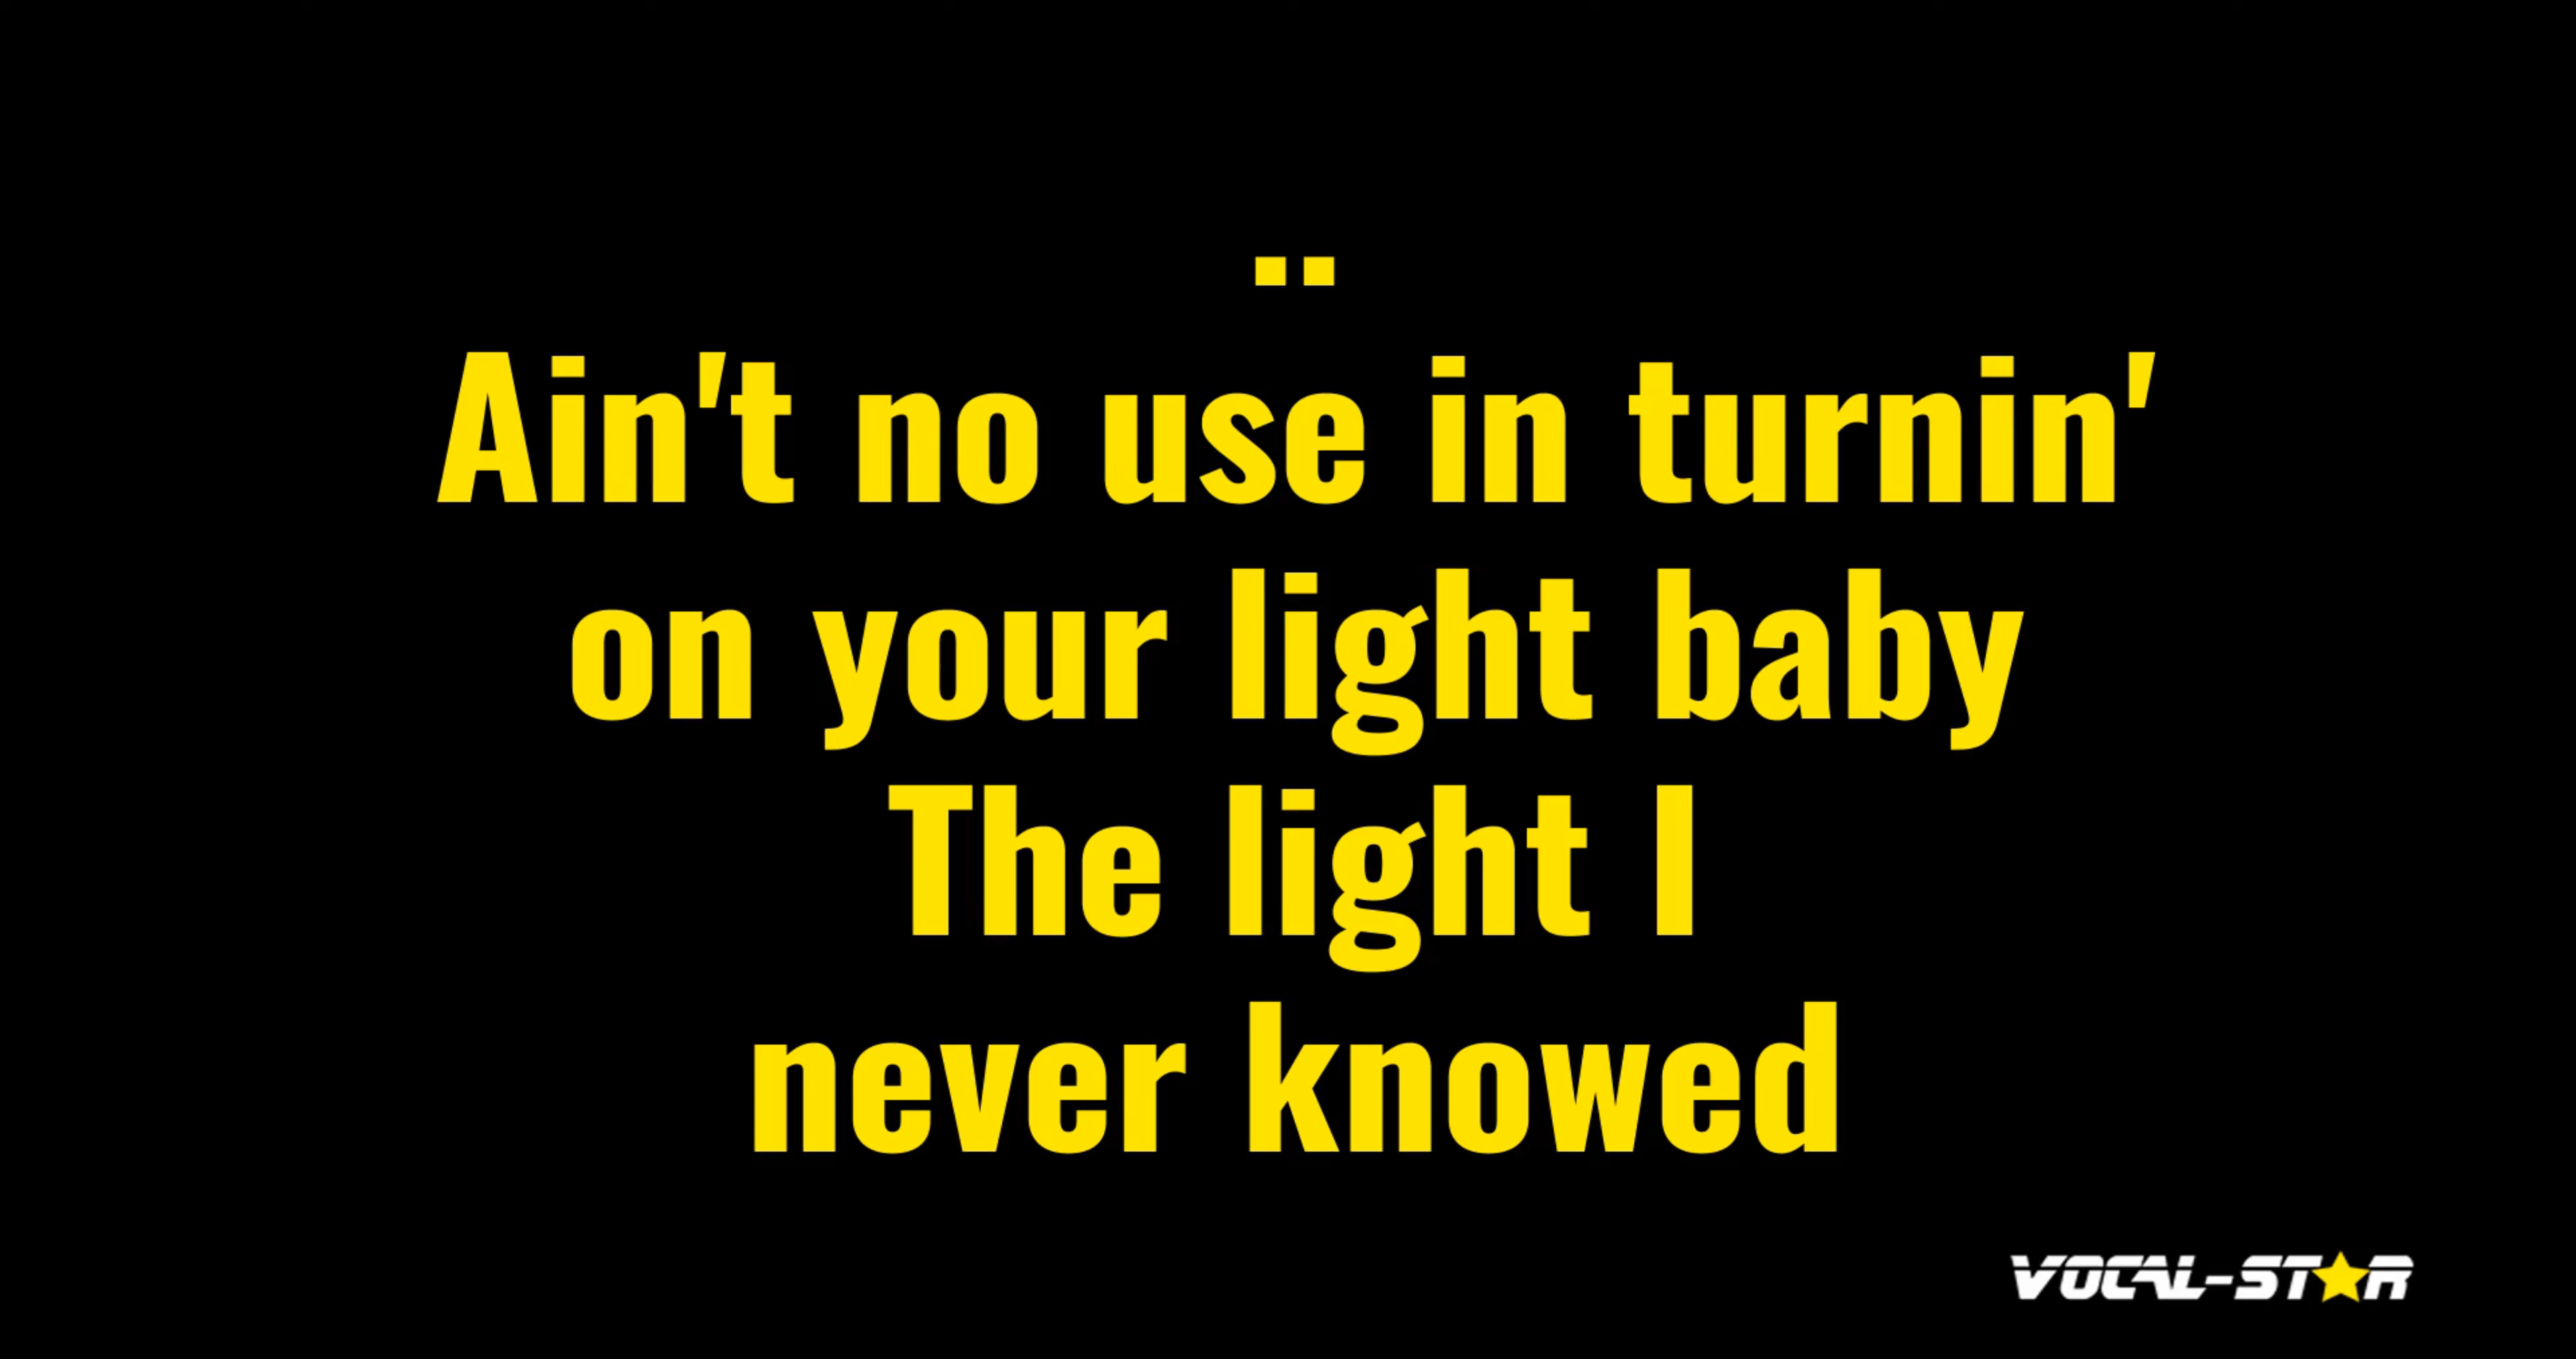 ..
Ain't no use in turnin'
on your light baby
The light I
never knowed
VOCAL-STAR